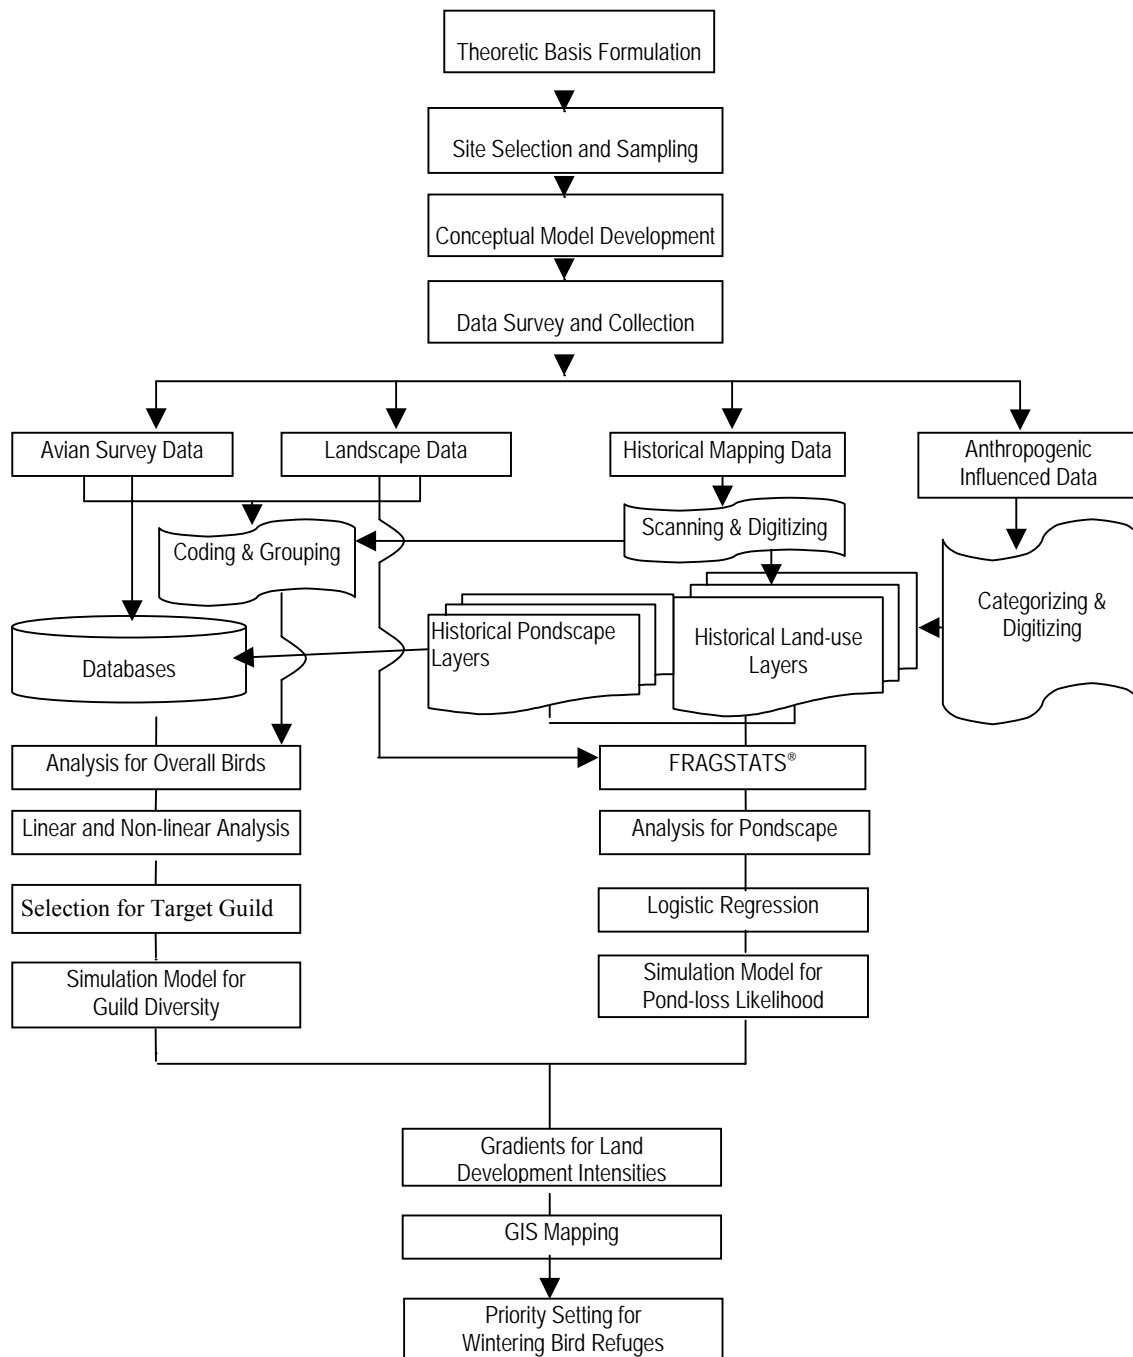 Theoretic Basis Formulation
Site Selection and Sampling
Conceptual Model Development
Data Survey and Collection
Avian Survey Data
Landscape Data
Historical Mapping Data
Anthropogenic
Influenced Data
Scanning & Digitizing
Coding & Grouping
Categorizing &
Digitizing
Historical Pondscape
Layers
Historical Land-use
Layers
Databases
Analysis for Overall Birds
FRAGSTATS®
Linear and Non-linear Analysis
Analysis for Pondscape
Selection for Target Guild
Logistic Regression
Simulation Model for
Guild Diversity
Simulation Model for
Pond-loss Likelihood
Gradients for Land
Development Intensities
GIS Mapping
Priority Setting for
Wintering Bird Refuges